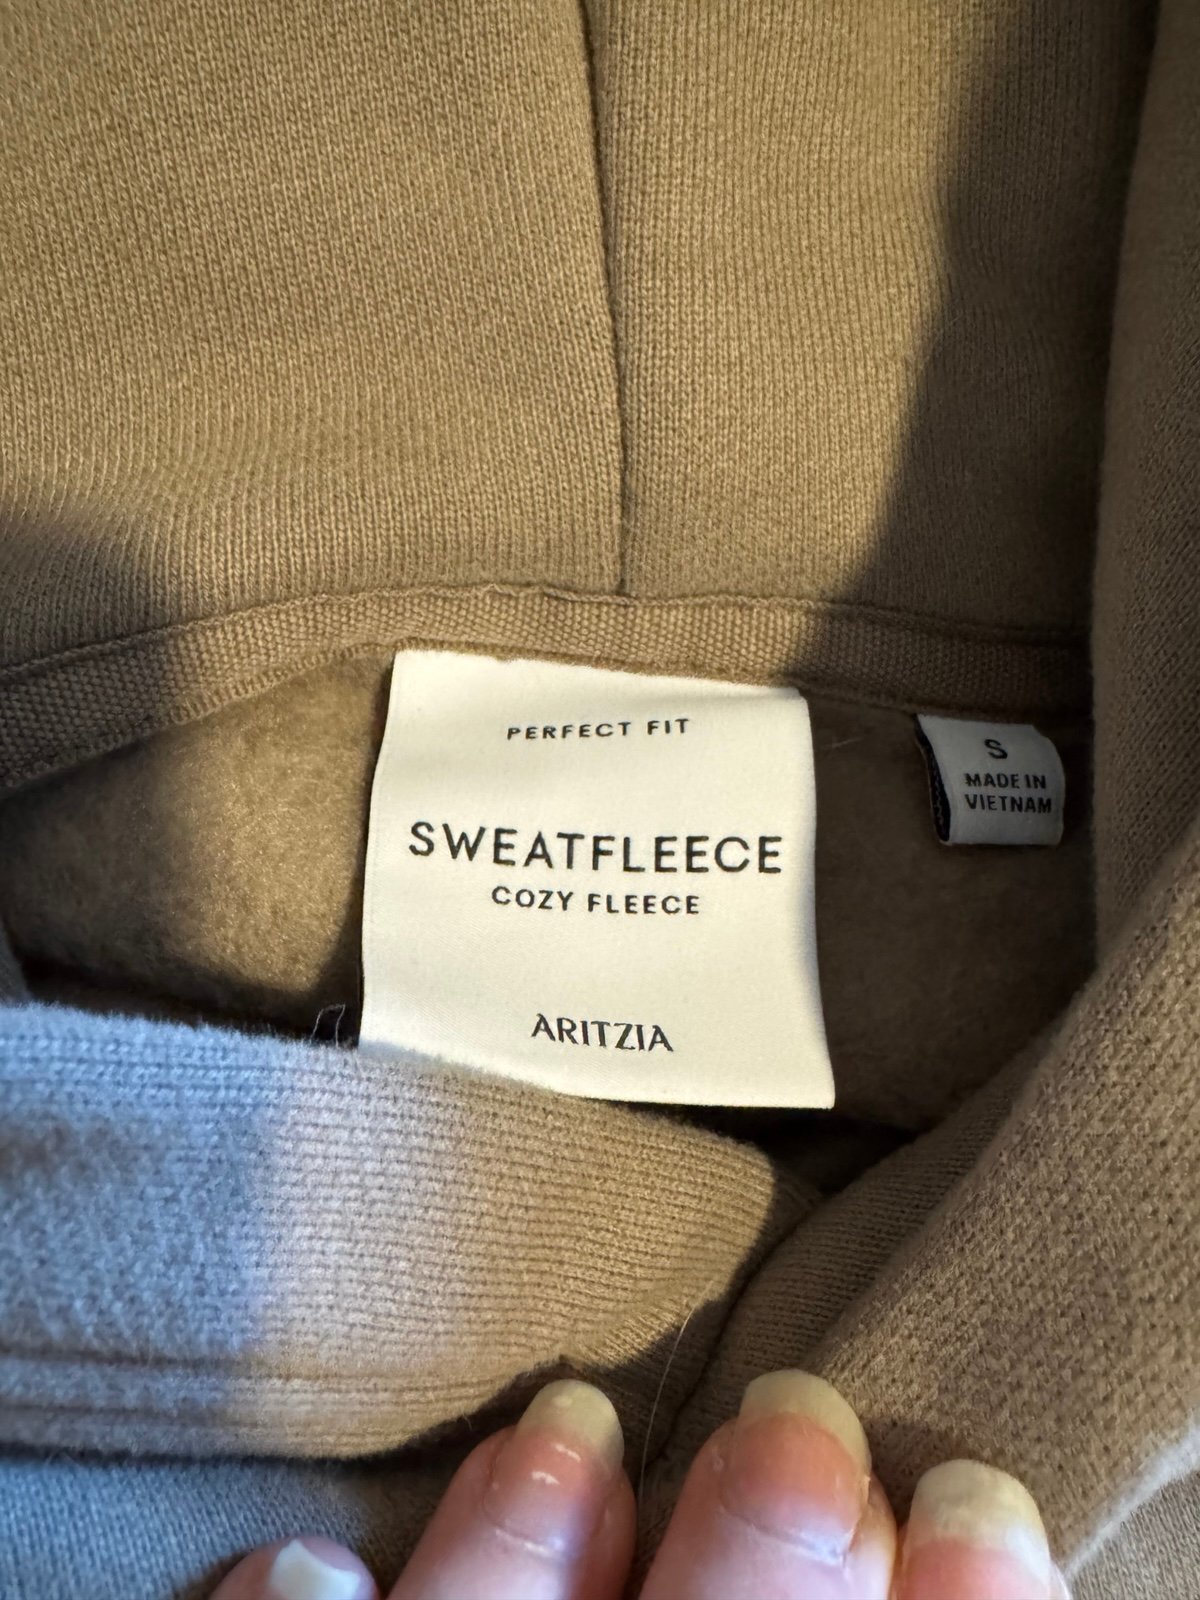 PERFECT FIT
SWEATFLEECE
COZY FLEECE
ARITZIA
S
MADE IN
VIETNAM